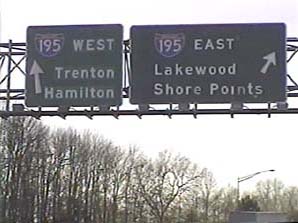 195 WEST
Trenton
Hamilton
195 EAST
Lakewood
Shore Points